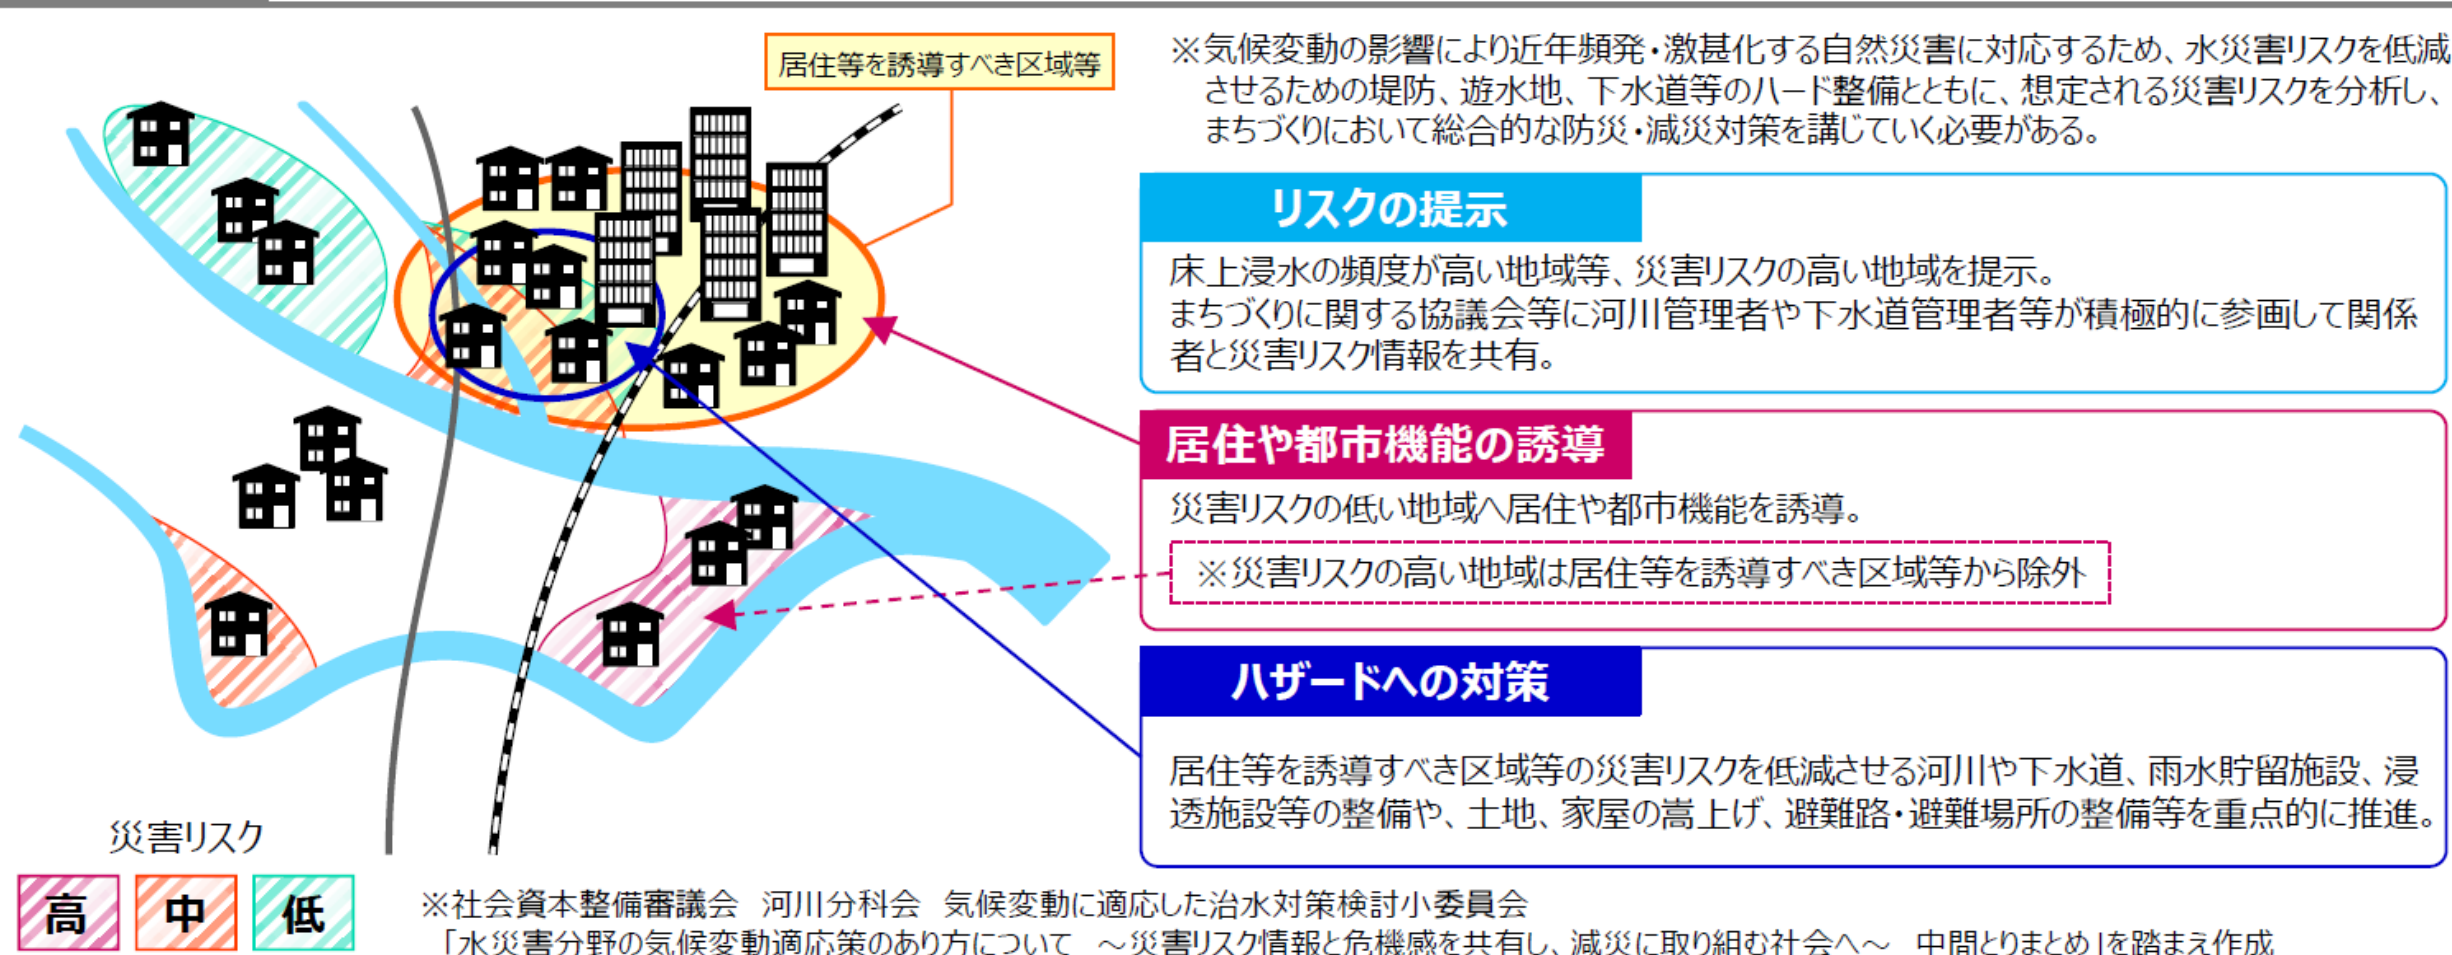 居住等を誘導すべき区域等
※気候変動の影響により近年頻発・激甚化する自然災害に対応するため、水災害リスクを低減
させるための堤防、遊水地、下水道等のハード整備とともに、想定される災害リスクを分析し、
まちづくりにおいて総合的な防災・減災対策を講じていく必要がある。
リスクの提示
床上浸水の頻度が高い地域等、災害リスクの高い地域を提示。
まちづくりに関する協議会等に河川管理者や下水道管理者等が積極的に参画して関係
者と災害リスク情報を共有。
居住や都市機能の誘導
災害リスクの低い地域へ居住や都市機能を誘導。
※災害リスクの高い地域は居住等を誘導すべき区域等から除外
ハザードへの対策
居住等を誘導すべき区域等の災害リスクを低減させる河川や下水道、雨水貯留施設、浸
透施設等の整備や、土地、家屋の嵩上げ、避難路・避難場所の整備等を重点的に推進。
災害リスク
高 中 低
※社会資本整備審議会 河川分科会 気候変動に適応した治水対策検討小委員会
「水災害分野の気候変動適応策のあり方について ～災害リスク情報と危機感を共有し、減災に取り組む社会へ～ 中間とりまとめ」を踏まえ作成